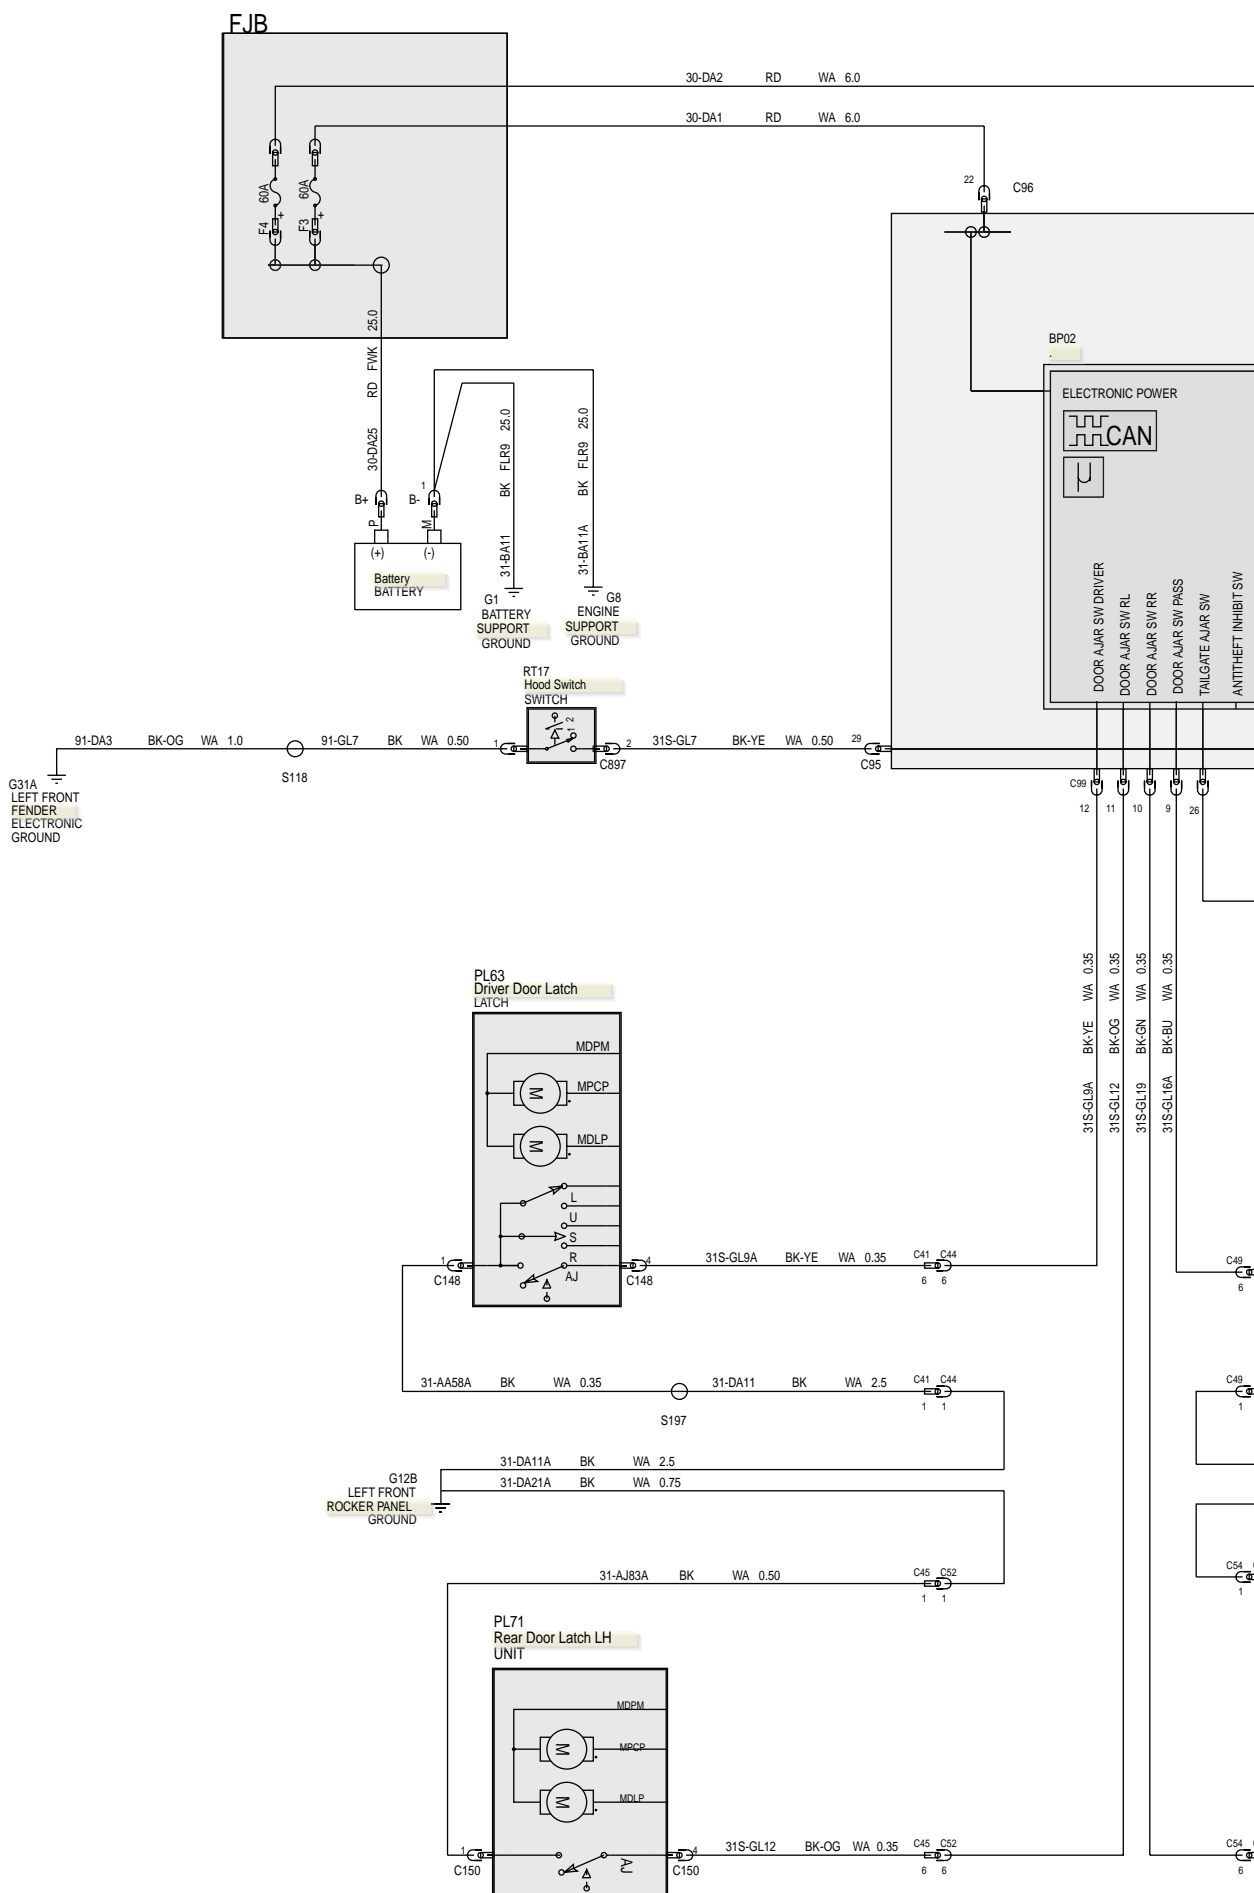 FJB
30-DA2 RD WA 6.0
30-DA1 RD WA 6.0
22 C96
60A 60A
F4 + F3 +
BP02
.
ELECTRONIC POWER
CAN
µ
30-DA25 RD FWK 25.0
31-BA11 BK FLR9 25.0
31-BA11A BK FLR9 25.0
B+ B- 1
P M
(+) (-)
Battery
BATTERY
G1
BATTERY
SUPPORT
GROUND
G8
ENGINE
SUPPORT
GROUND
DOOR AJAR SW DRIVER
DOOR AJAR SW RL
DOOR AJAR SW RR
DOOR AJAR SW PASS
TAILGATE AJAR SW
ANTITHEFT INHIBIT SW
RT17
Hood Switch
SWITCH
1 2
91-DA3 BK-OG WA 1.0
S118
91-GL7 BK WA 0.50 1
2 C897
31S-GL7 BK-YE WA 0.50 29
C95
G31A
LEFT FRONT
FENDER
ELECTRONIC
GROUND
C99
12 11 10 9 26
31S-GL9A BK-YE WA 0.35
31S-GL12 BK-OG WA 0.35
31S-GL19 BK-GN WA 0.35
31S-GL16A BK-BU WA 0.35
PL63
Driver Door Latch
LATCH
MDPM
M MPCP
M MDLP
L
U
S
R
AJ
1 C148
4 C148
31S-GL9A BK-YE WA 0.35 C41 C44
6 6
C49
6
31-AA58A BK WA 0.35
S197
31-DA11 BK WA 2.5 C41 C44
1 1
C49
1
31-DA11A BK WA 2.5
31-DA21A BK WA 0.75
G12B
LEFT FRONT
ROCKER PANEL
GROUND
31-AJ83A BK WA 0.50 C45 C52
1 1
C54
1
PL71
Rear Door Latch LH
UNIT
MDPM
M MPCP
M MDLP
AJ
1 C150
4 C150
31S-GL12 BK-OG WA 0.35 C45 C52
6 6
C54
6